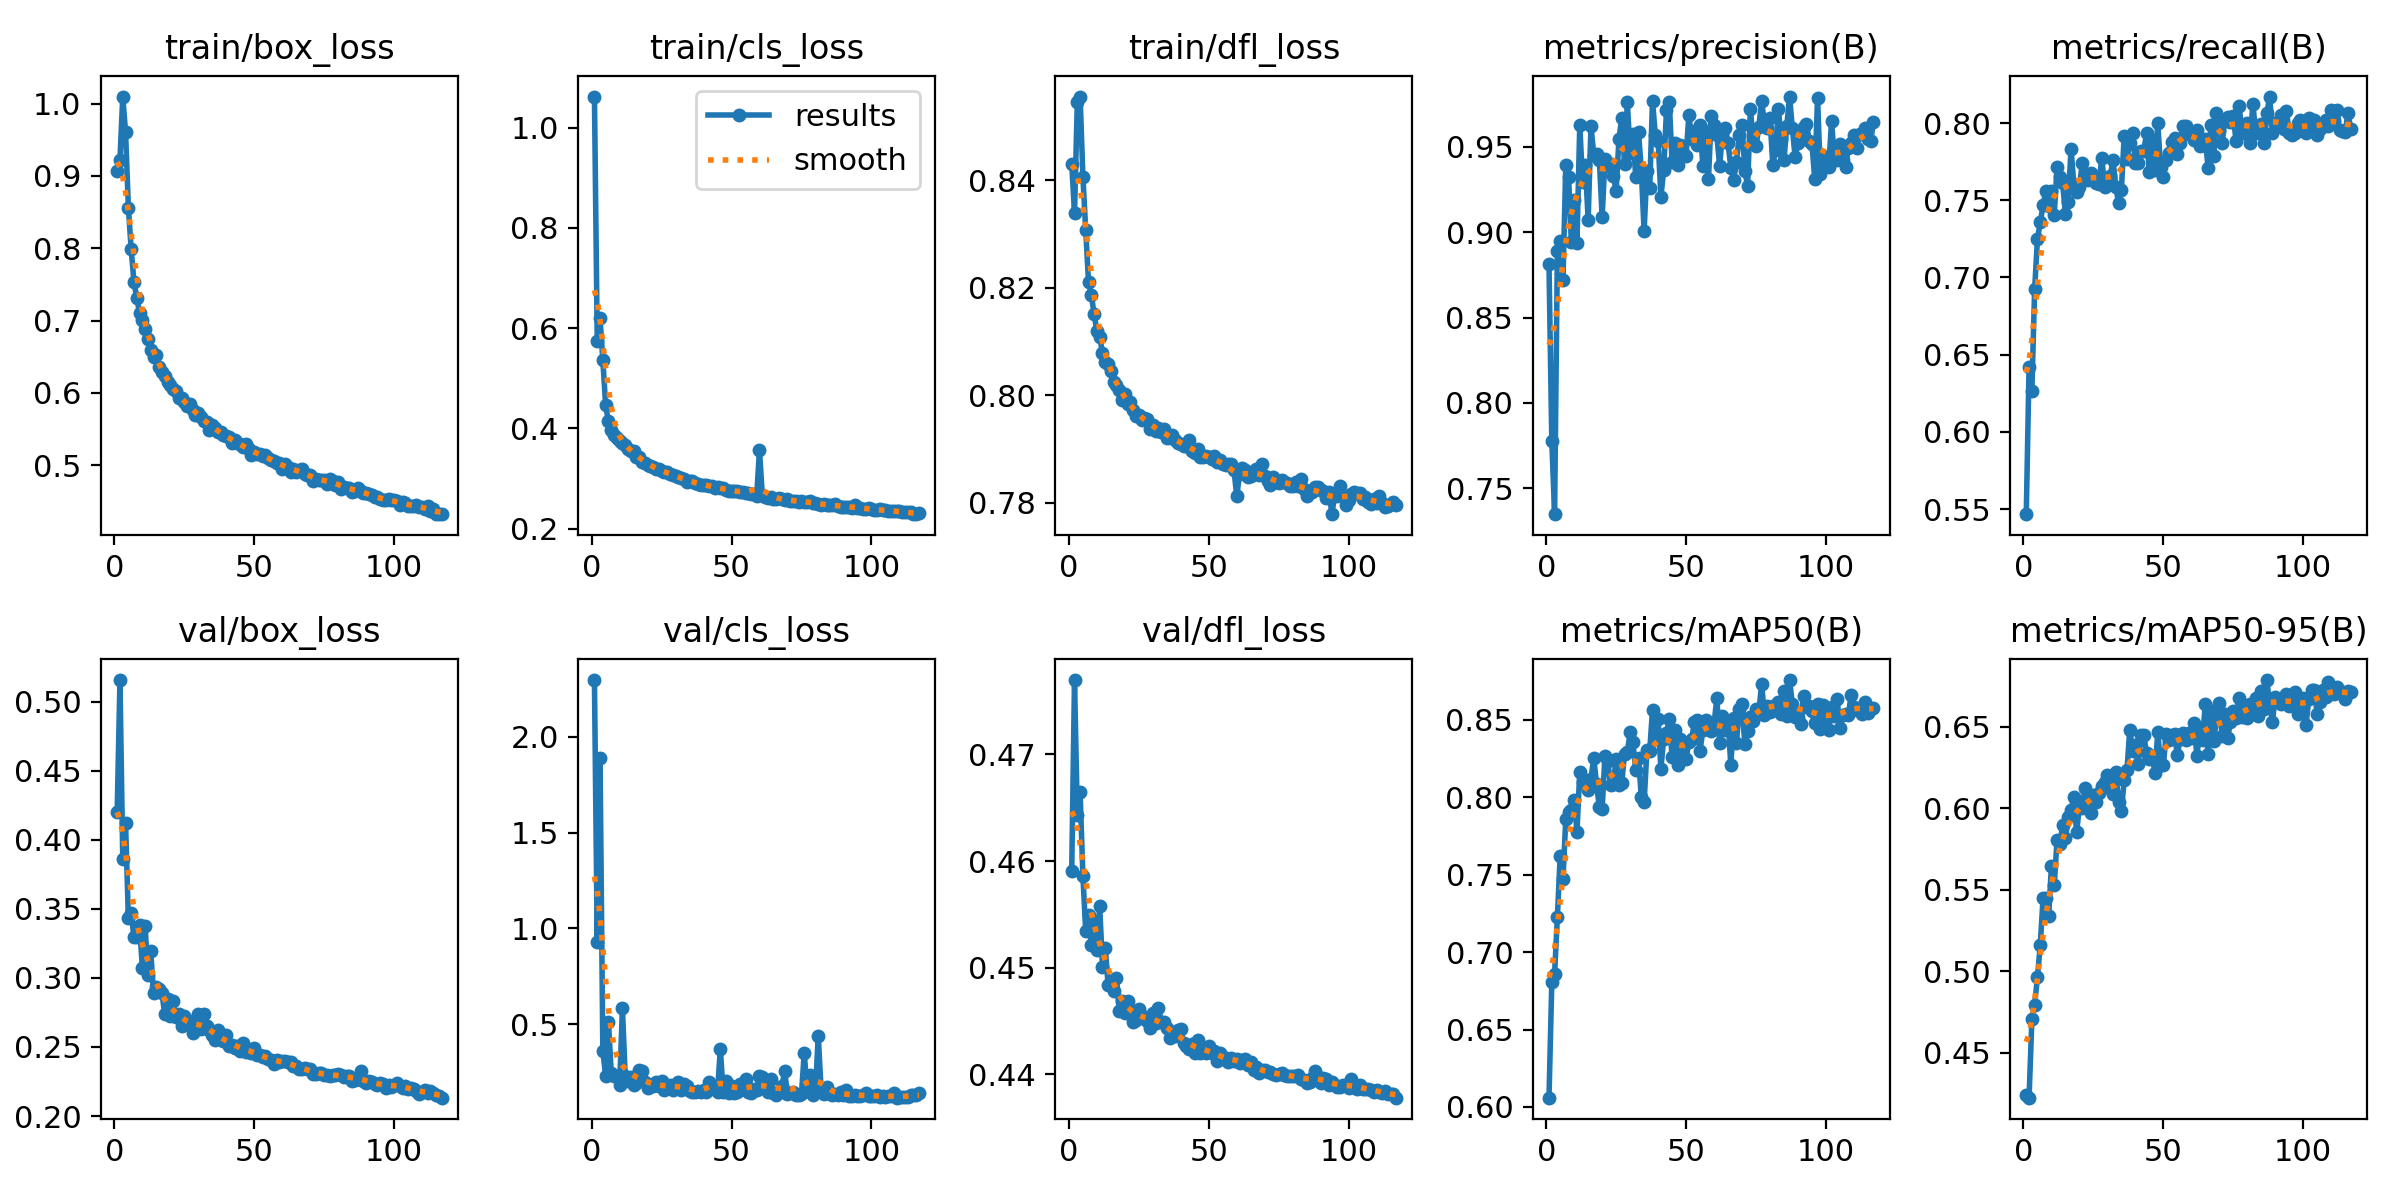 train/box_loss
1.0
0.9
0.8
0.7
0.6
0.5
0 50 100
train/cls_loss
results
smooth
1.0
0.8
0.6
0.4
0.2
0 50 100
train/dfl_loss
0.84
0.82
0.80
0.78
0 50 100
metrics/precision(B)
0.95
0.90
0.85
0.80
0.75
0 50 100
metrics/recall(B)
0.80
0.75
0.70
0.65
0.60
0.55
0 50 100
val/box_loss
0.50
0.45
0.40
0.35
0.30
0.25
0.20
0 50 100
val/cls_loss
2.0
1.5
1.0
0.5
0 50 100
val/dfl_loss
0.47
0.46
0.45
0.44
0 50 100
metrics/mAP50(B)
0.85
0.80
0.75
0.70
0.65
0.60
0 50 100
metrics/mAP50-95(B)
0.65
0.60
0.55
0.50
0.45
0 50 100